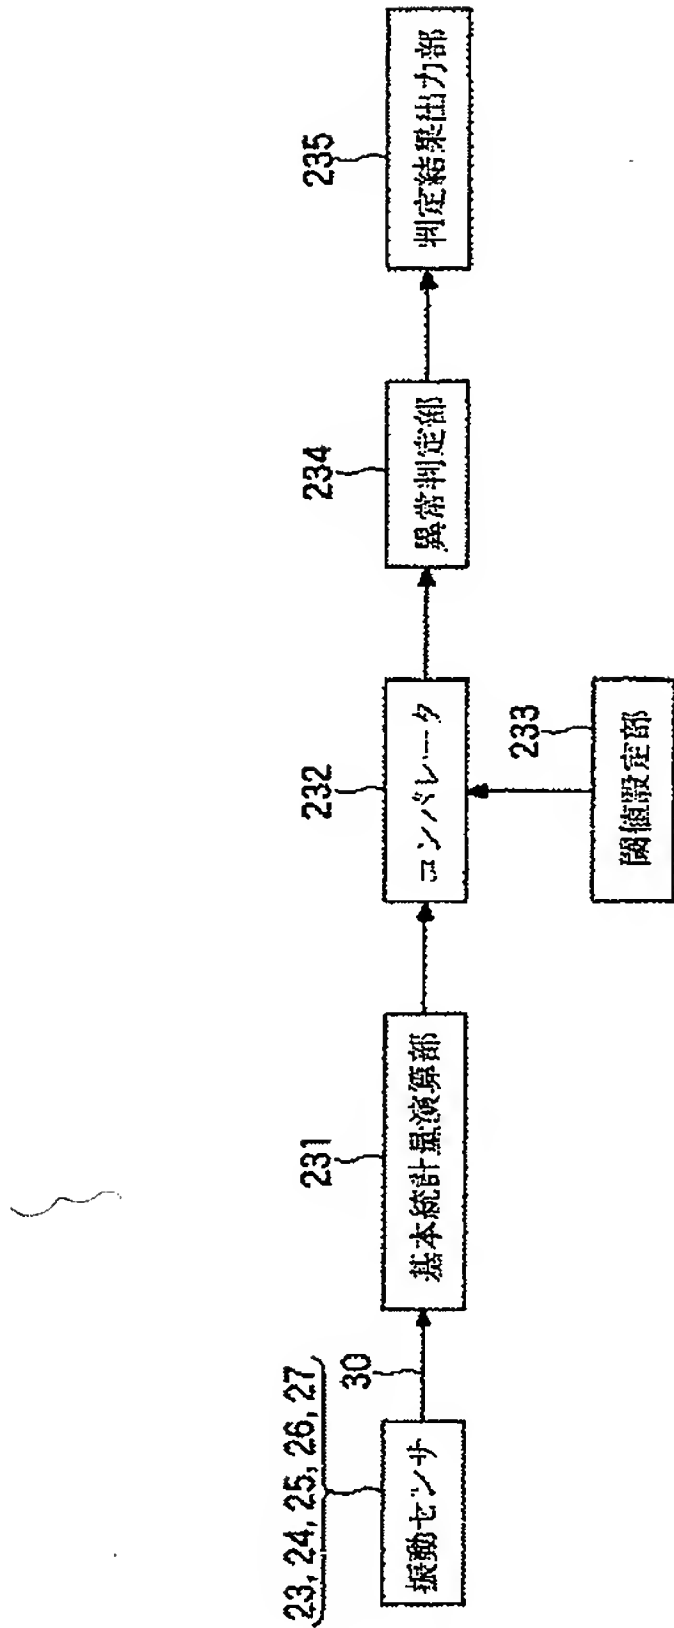 23, 24, 25, 26, 27
振動センサ
30
231
基本統計量演算部
232
コンパレータ
233
閾値設定部
234
異常判定部
235
判定結果出力部